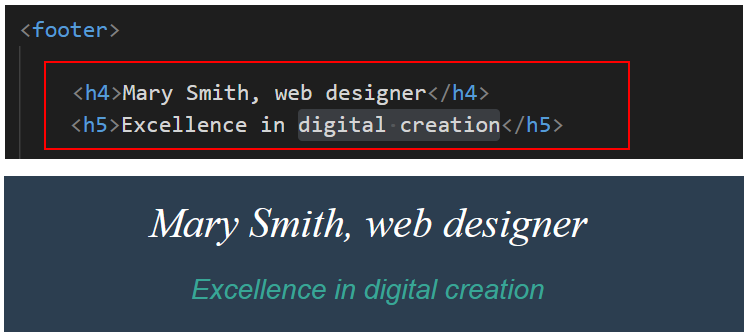 <footer>
<h4>Mary Smith, web designer</h4>
<h5>Excellence in digital creation</h5>
Mary Smith, web designer
Excellence in digital creation